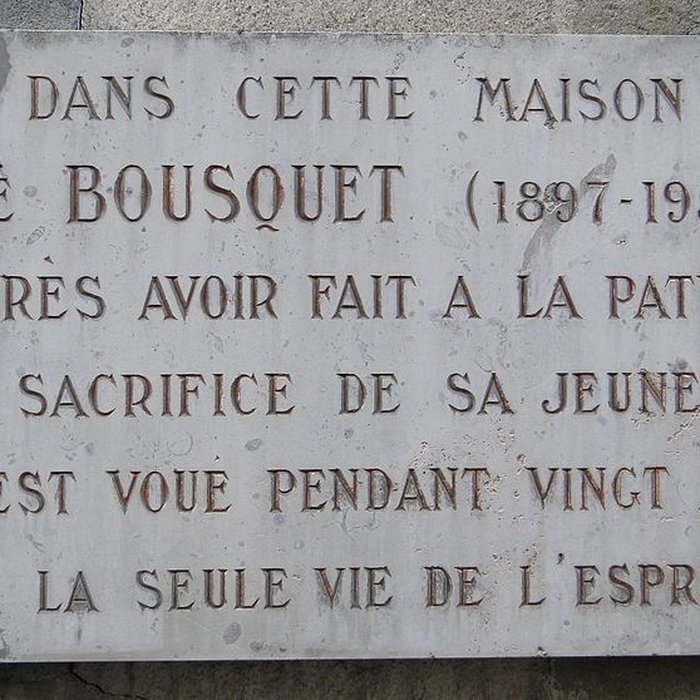 DANS CETTE MAISON
É BOUSQUET (1897-19
RES AVOIR FAIT A LA PAT
SACRIFICE DE SA JEUNE
EST VOUE PENDANT VINGT
LA SEULE VIE DE L'ESPR